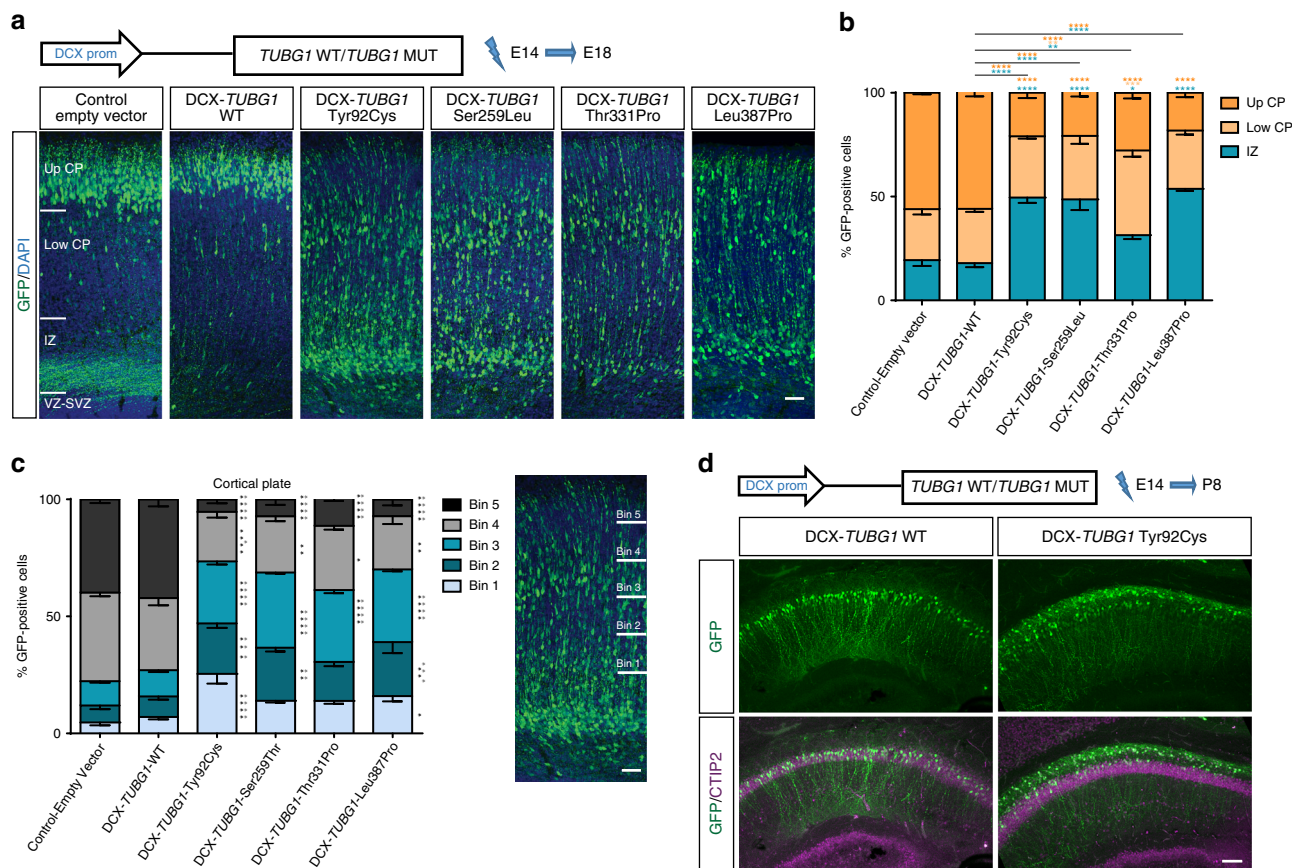 a
DCX prom
TUBG1 WT/TUBG1 MUT
E14
E18
Control
empty vector
DCX-TUBG1
WT
DCX-TUBG1
Tyr92Cys
DCX-TUBG1
Ser259Leu
DCX-TUBG1
Thr331Pro
DCX-TUBG1
Leu387Pro
GFP/DAPI
Up CP
Low CP
IZ
VZ-SVZ
b
****
****
****
**
****
****
****
****
****
****
****
****
****
***
*
****
****
100
50
0
% GFP-positive cells
Up CP
Low CP
IZ
Control-Empty vector
DCX-TUBG1-WT
DCX-TUBG1-Tyr92Cys
DCX-TUBG1-Ser259Leu
DCX-TUBG1-Thr331Pro
DCX-TUBG1-Leu387Pro
c
Cortical plate
100
50
0
% GFP-positive cells
Bin 5
Bin 4
Bin 3
Bin 2
Bin 1
Control-Empty Vector
DCX-TUBG1-WT
DCX-TUBG1-Tyr92Cys
DCX-TUBG1-Ser259Thr
DCX-TUBG1-Thr331Pro
DCX-TUBG1-Leu387Pro
Bin 5
Bin 4
Bin 3
Bin 2
Bin 1
d
DCX prom
TUBG1 WT/TUBG1 MUT
E14
P8
DCX-TUBG1 WT
DCX-TUBG1 Tyr92Cys
GFP
GFP/CTIP2